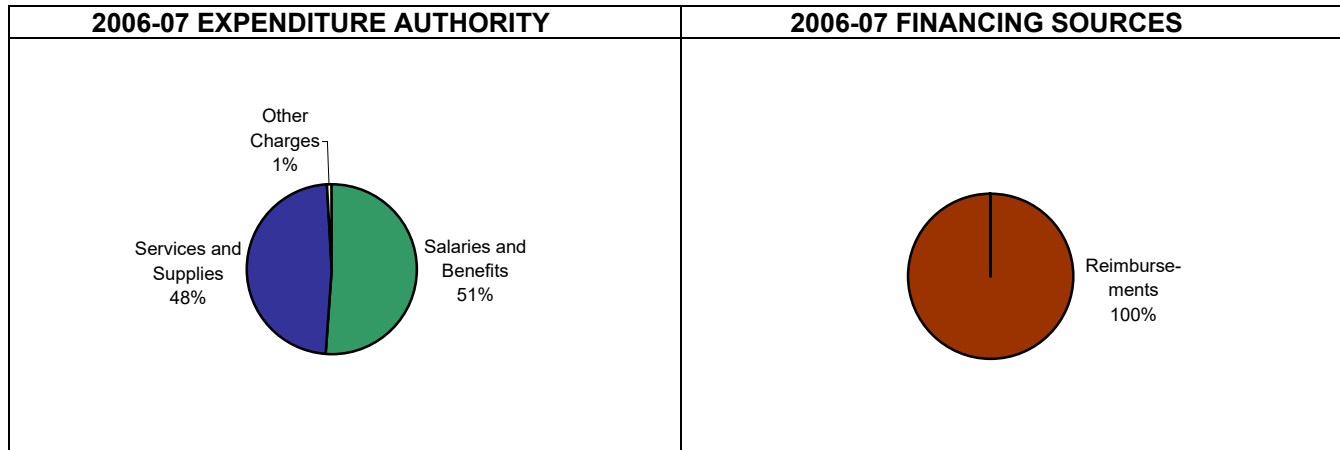 2006-07 EXPENDITURE AUTHORITY
2006-07 FINANCING SOURCES
Other
Charges
1%
Services and
Supplies
48%
Salaries and
Benefits
51%
Reimburse-
ments
100%